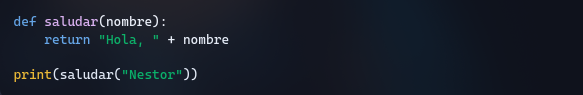 def saludar(nombre):
    return "Hola, " + nombre

print(saludar("Nestor"))